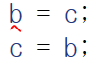 b = c;
c = b;